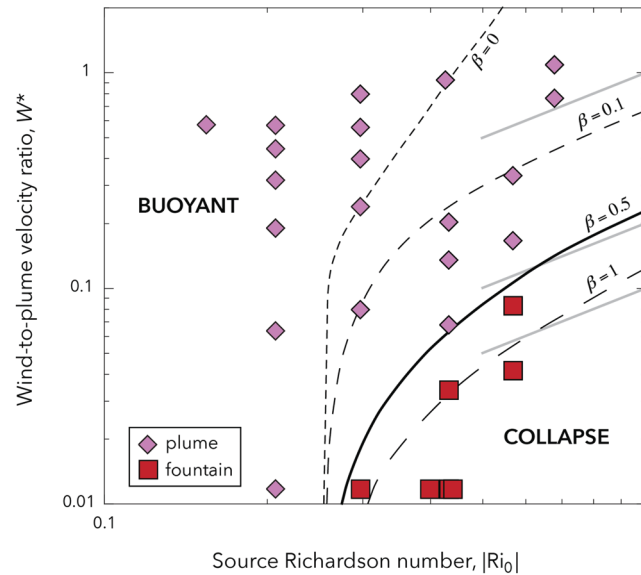 1
0.1
0.01
0.1
Wind-to-plume velocity ratio, W*
BUOYANT
COLLAPSE
β=0
β=0.1
β=0.5
β=1
plume
fountain
Source Richardson number, |Ri₀|